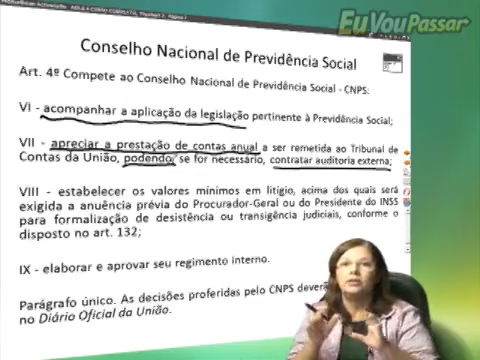 EuVouPassar
Conselho Nacional de Previdência Social
Art. 4º Compete ao Conselho Nacional de Previdência Social - CNPS:
VI - acompanhar a aplicação da legislação pertinente à Previdência Social;
VII - apreciar a prestação de contas anual a ser remetida ao Tribunal de
Contas da União, podendo, se for necessário, contratar auditoria externa;
VIII - estabelecer os valores mínimos em litígio, acima dos quais será
exigida a anuência prévia do Procurador-Geral ou do Presidente do INSS
para formalização de desistência ou transigência judiciais, conforme o
disposto no art. 132;
IX - elaborar e aprovar seu regimento interno.
Parágrafo único. As decisões proferidas pelo CNPS deverão
no Diário Oficial da União.